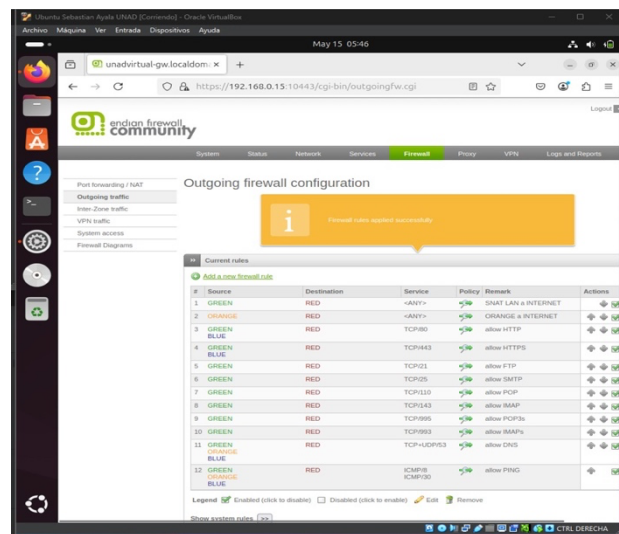 Ubuntu Sebastian Ayala UNAD [Corriendo] - Oracle VirtualBox
Archivo Máquina Ver Entrada Dispositivos Ayuda
May 15 05:46
unadvirtual-gw.localdom: +
https://192.168.0.15:10443/cgi-bin/outgoingfw.cgi
Logout
endian firewall
community
System Status Network Services Firewall Proxy VPN Logs and Reports
Port forwarding / NAT
Outgoing traffic
Inter-Zone traffic
VPN traffic
System access
Firewall Diagrams
Outgoing firewall configuration
Firewall rules applied successfully
Current rules
Add a new firewall rule
# Source Destination Service Policy Remark Actions
1 GREEN RED <ANY> SNAT LAN a INTERNET
2 ORANGE RED <ANY> ORANGE a INTERNET
3 GREEN RED TCP/80 allow HTTP
BLUE
4 GREEN RED TCP/443 allow HTTPS
BLUE
5 GREEN RED TCP/21 allow FTP
6 GREEN RED TCP/25 allow SMTP
7 GREEN RED TCP/110 allow POP
8 GREEN RED TCP/143 allow IMAP
9 GREEN RED TCP/995 allow POP3s
10 GREEN RED TCP/993 allow IMAPs
11 GREEN RED TCP+UDP/53 allow DNS
ORANGE
BLUE
12 GREEN RED ICMP/8 allow PING
ORANGE ICMP/30
BLUE
Legend Enabled (click to disable) Disabled (click to enable) Edit Remove
Show system rules >>
CTRL DERECHA